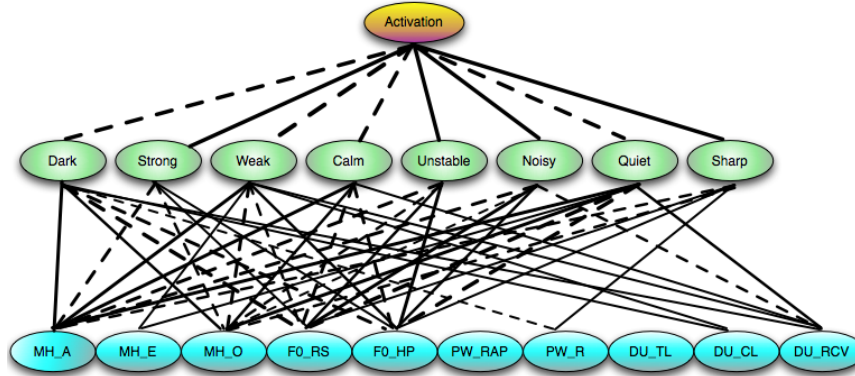 Activation
Dark Strong Weak Calm Unstable Noisy Quiet Sharp
MH_A MH_E MH_O F0_RS F0_HP PW_RAP PW_R DU_TL DU_CL DU_RCV